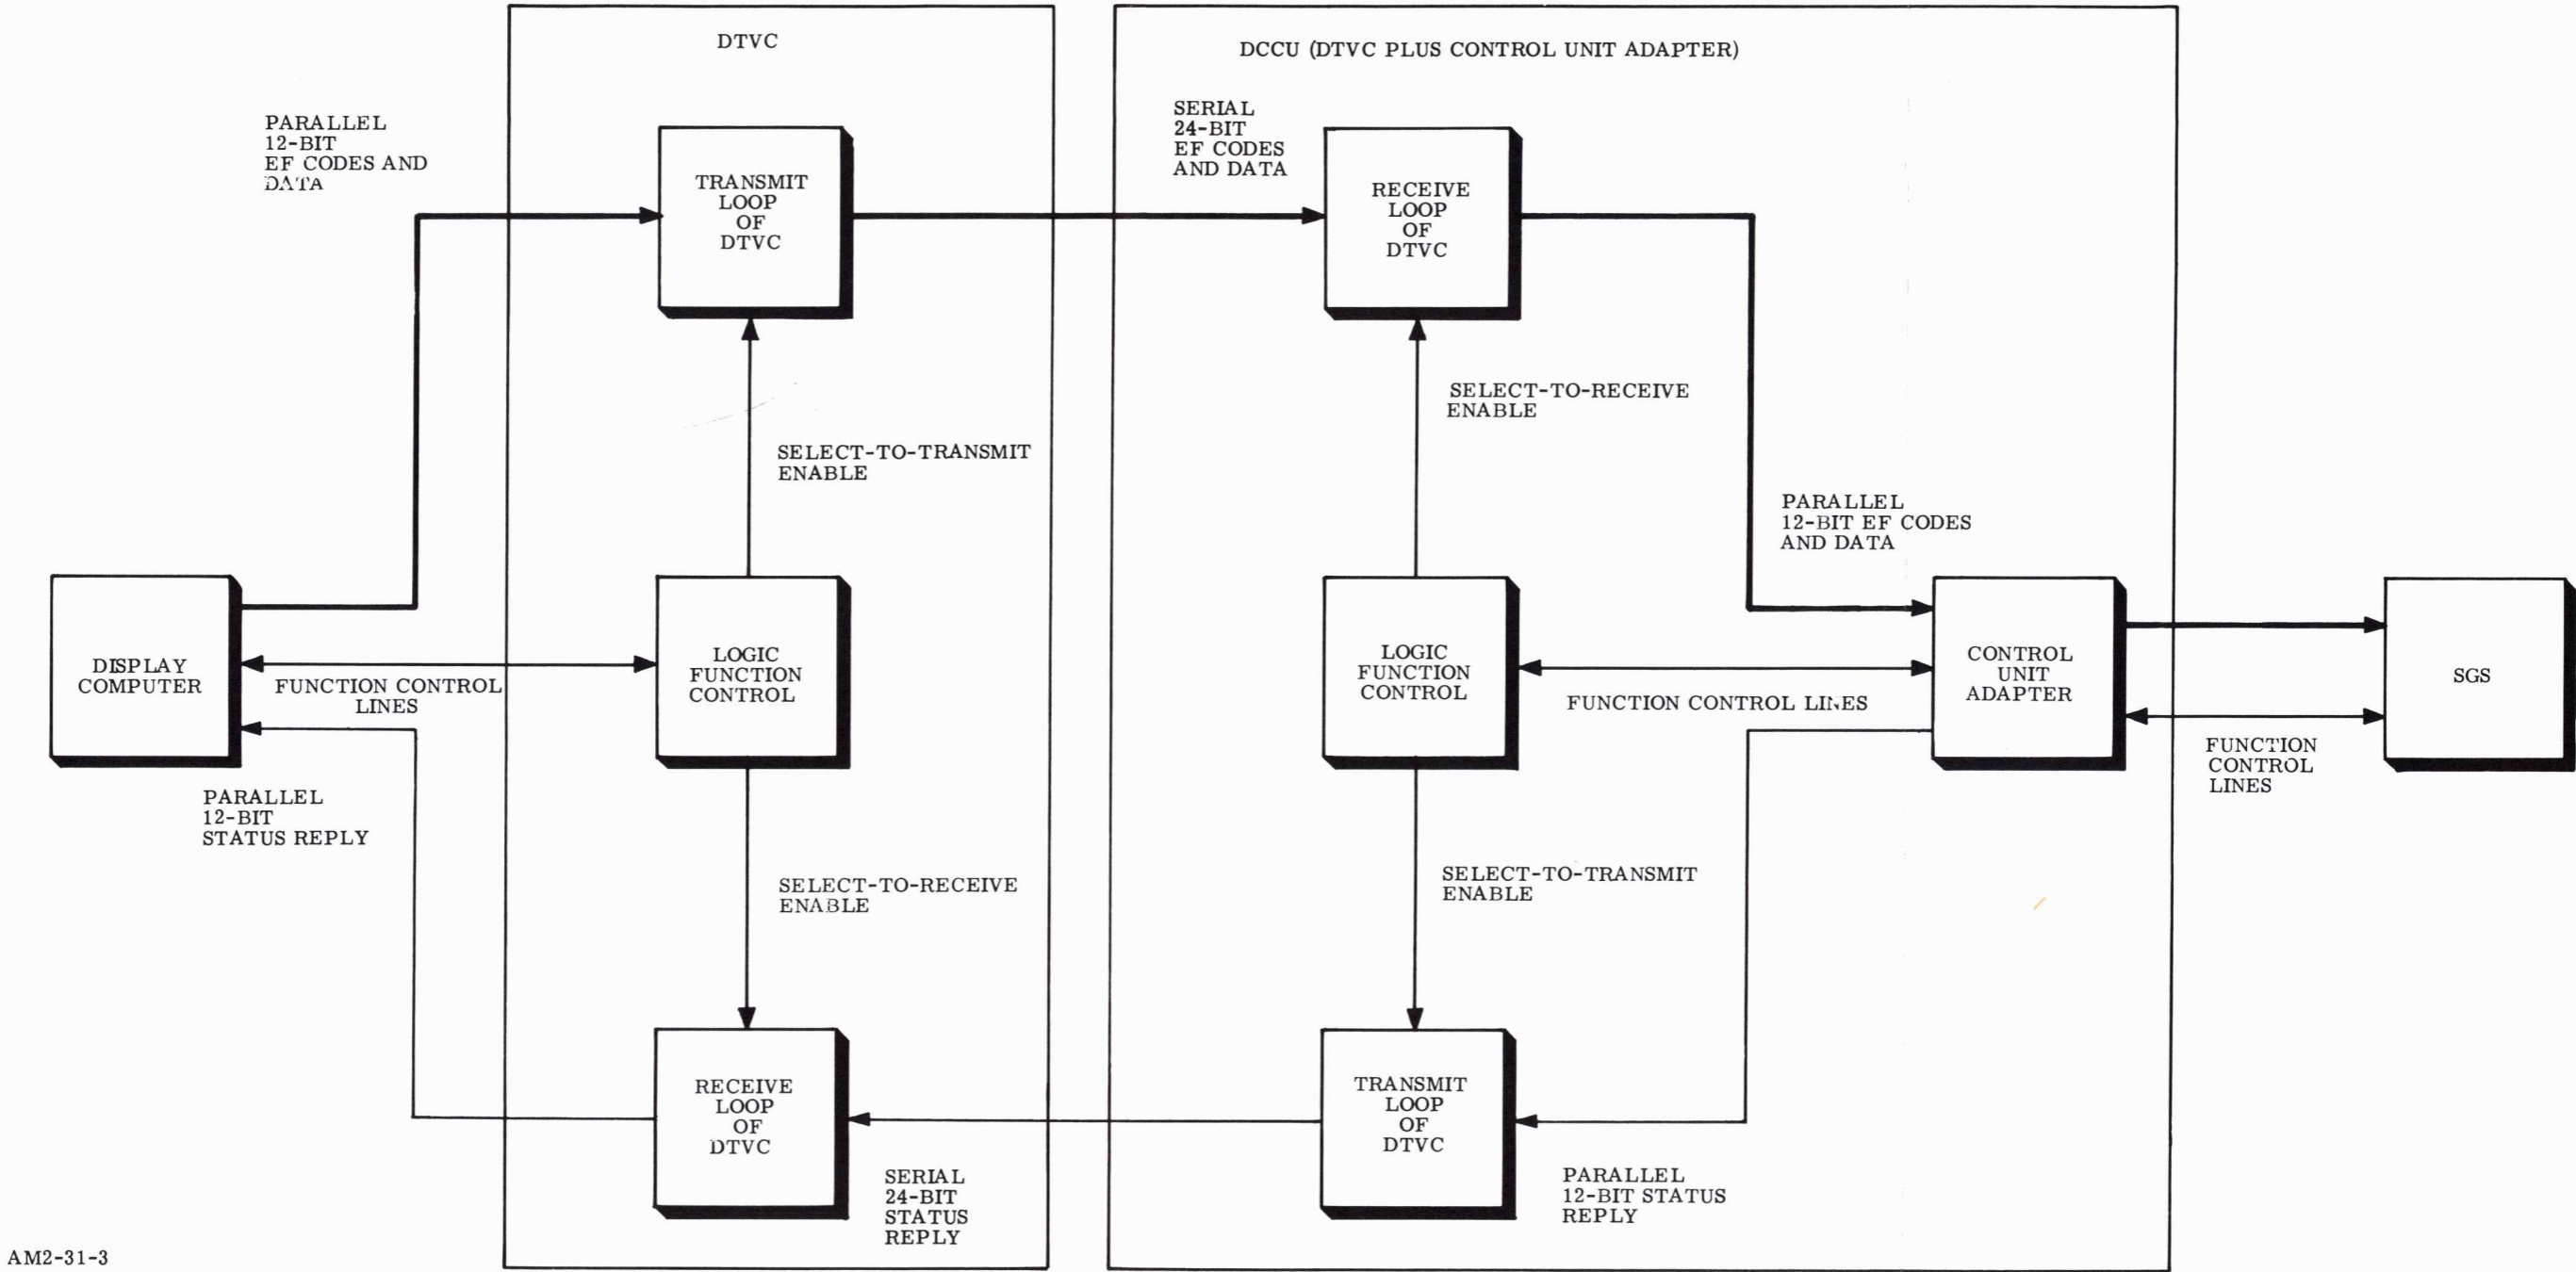 DTVC
DCCU (DTVC PLUS CONTROL UNIT ADAPTER)
PARALLEL
12-BIT
EF CODES AND
DATA
SERIAL
24-BIT
EF CODES
AND DATA
TRANSMIT
LOOP
OF
DTVC
RECEIVE
LOOP
OF
DTVC
SELECT-TO-TRANSMIT
ENABLE
SELECT-TO-RECEIVE
ENABLE
PARALLEL
12-BIT EF CODES
AND DATA
DISPLAY
COMPUTER
FUNCTION CONTROL
LINES
LOGIC
FUNCTION
CONTROL
LOGIC
FUNCTION
CONTROL
FUNCTION CONTROL LINES
CONTROL
UNIT
ADAPTER
SGS
FUNCTION
CONTROL
LINES
PARALLEL
12-BIT
STATUS REPLY
SELECT-TO-RECEIVE
ENABLE
SELECT-TO-TRANSMIT
ENABLE
RECEIVE
LOOP
OF
DTVC
SERIAL
24-BIT
STATUS
REPLY
TRANSMIT
LOOP
OF
DTVC
PARALLEL
12-BIT STATUS
REPLY
AM2-31-3